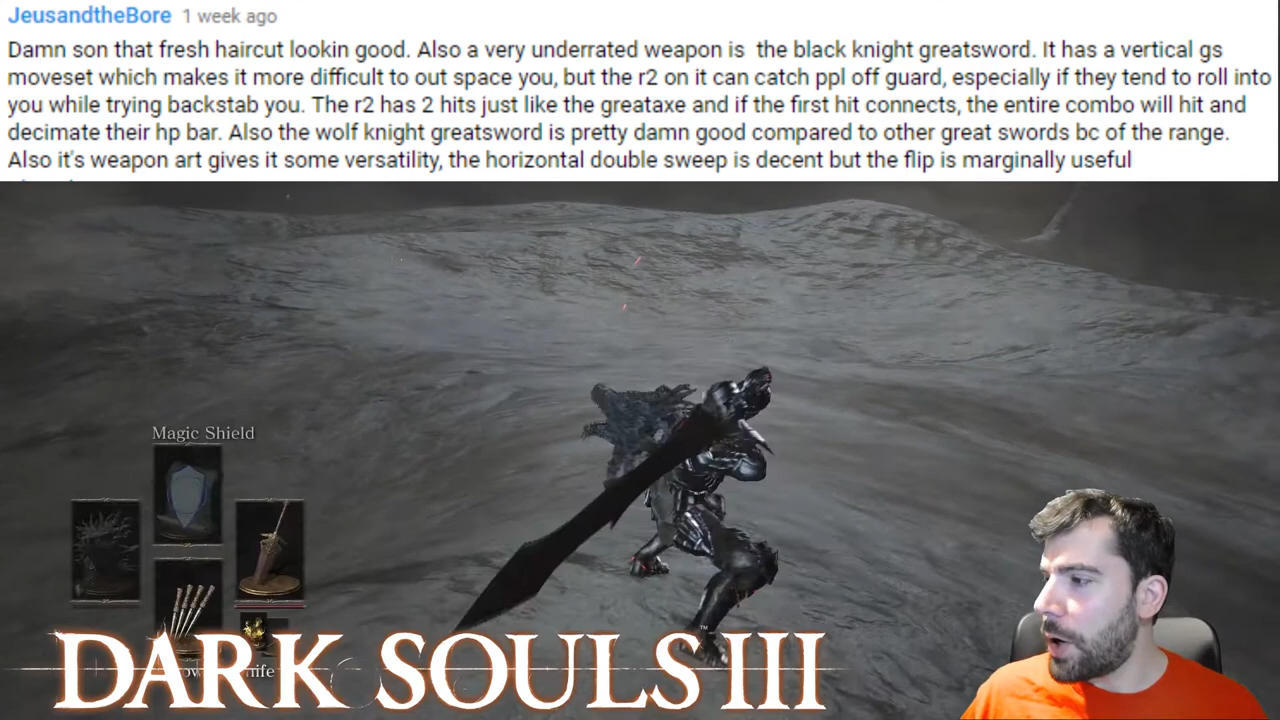 JeusandtheBore 1 week ago
Damn son that fresh haircut lookin good. Also a very underrated weapon is the black knight greatsword. It has a vertical gs
moveset which makes it more difficult to out space you, but the r2 on it can catch ppl off guard, especially if they tend to roll into
you while trying backstab you. The r2 has 2 hits just like the greataxe and if the first hit connects, the entire combo will hit and
decimate their hp bar. Also the wolf knight greatsword is pretty damn good compared to other great swords bc of the range.
Also it's weapon art gives it some versatility, the horizontal double sweep is decent but the flip is marginally useful
Magic Shield
DARK SOULS III
™